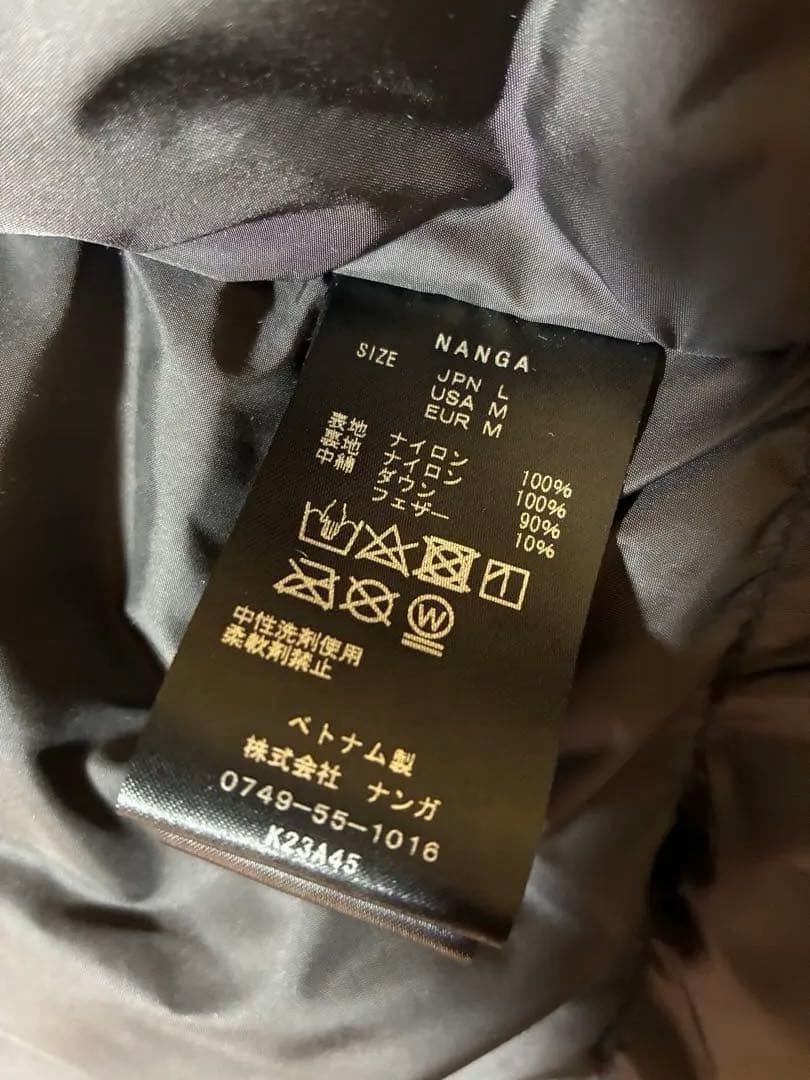 NANGA
SIZE JPN L
USA M
EUR M
表地 ナイロン 100%
裏地 ナイロン 100%
中綿 ダウン 90%
フェザー 10%
W
中性洗剤使用
柔軟剤禁止
ベトナム製
株式会社 ナンガ
0749-55-1016
K23A45